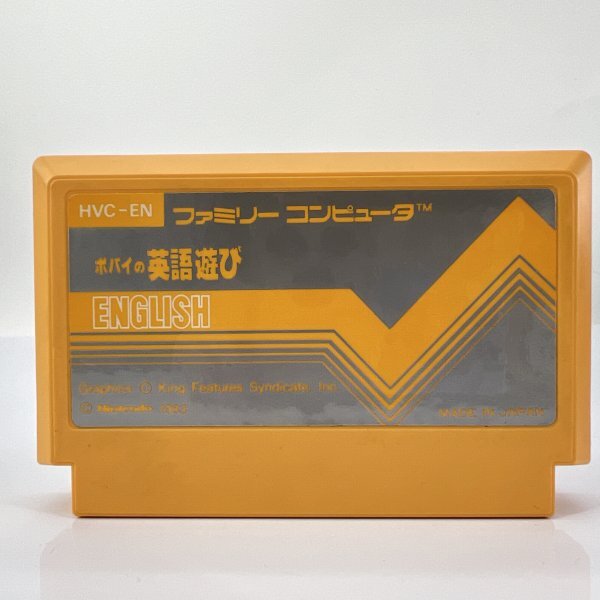 HVC-EN
ファミリー コンピュータ™
ポパイの英語遊び
ENGLISH
Graphics © King Features Syndicate, Inc
© Nintendo 1983
MADE IN JAPAN